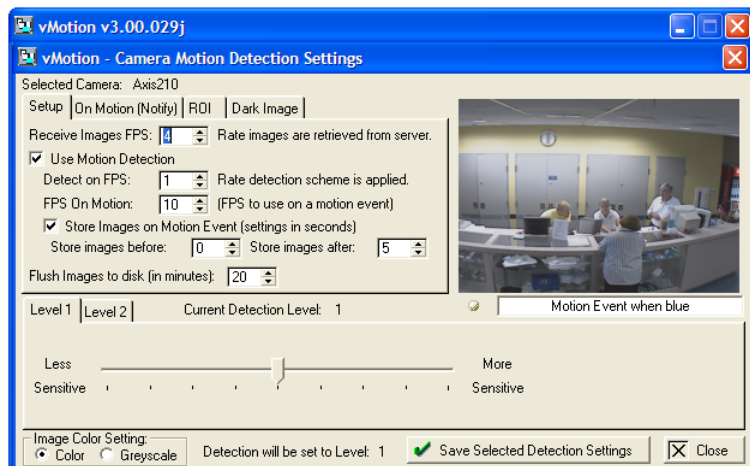 vMotion v3.00.029j
vMotion - Camera Motion Detection Settings
Selected Camera: Axis210
Setup On Motion (Notify) ROI Dark Image
Receive Images FPS: 4 Rate images are retrieved from server.
Use Motion Detection
Detect on FPS: 1 Rate detection scheme is applied.
FPS On Motion: 10 (FPS to use on a motion event)
Store Images on Motion Event (settings in seconds)
Store images before: 0 Store images after: 5
Flush Images to disk (in minutes): 20
Motion Event when blue
Level 1 Level 2 Current Detection Level: 1
Less More
Sensitive Sensitive
Image Color Setting:
Color Greyscale Detection will be set to Level: 1 Save Selected Detection Settings Close